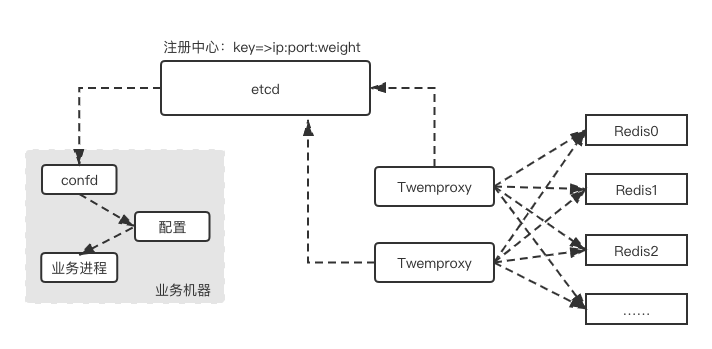 注册中心：key=>ip:port:weight
etcd
confd
配置
业务进程
业务机器
Twemproxy
Twemproxy
Redis0
Redis1
Redis2
……